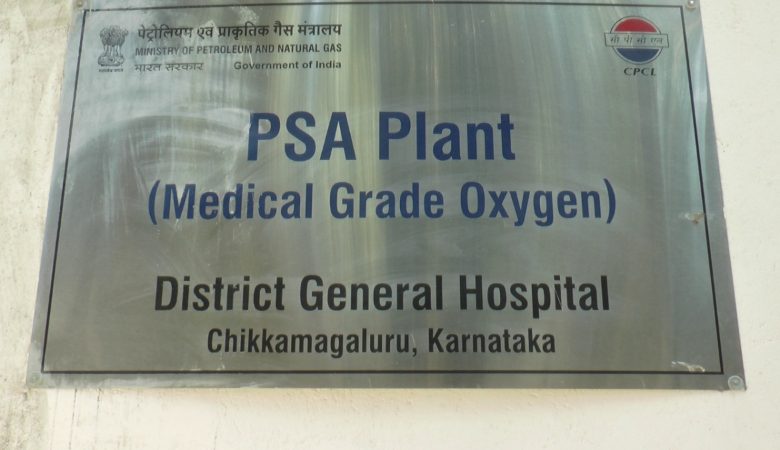 पेट्रोलियम एवं प्राकृतिक गैस मंत्रालय
MINISTRY OF PETROLEUM AND NATURAL GAS
भारत सरकार Government of India
सी पी सी एल
CPCL
PSA Plant
(Medical Grade Oxygen)
District General Hospital
Chikkamagaluru, Karnataka